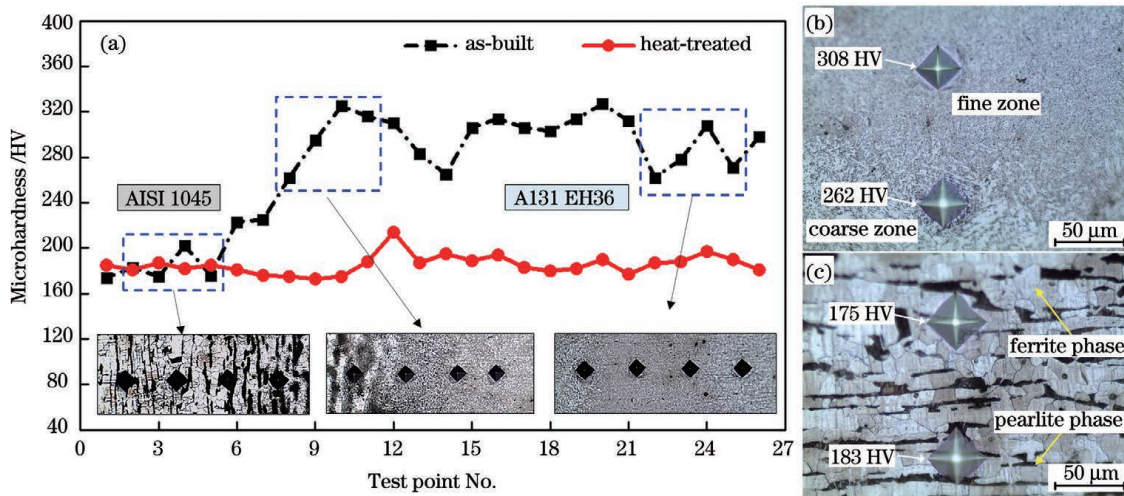 400
360
320
280
240
200
160
120
80
40
Microhardness /HV
(a)
as-built
heat-treated
AISI 1045
A131 EH36
0
3
6
9
12
15
18
21
24
27
Test point No.
(b)
308 HV
fine zone
262 HV
coarse zone
50 μm
(c)
175 HV
ferrite phase
pearlite phase
183 HV
50 μm